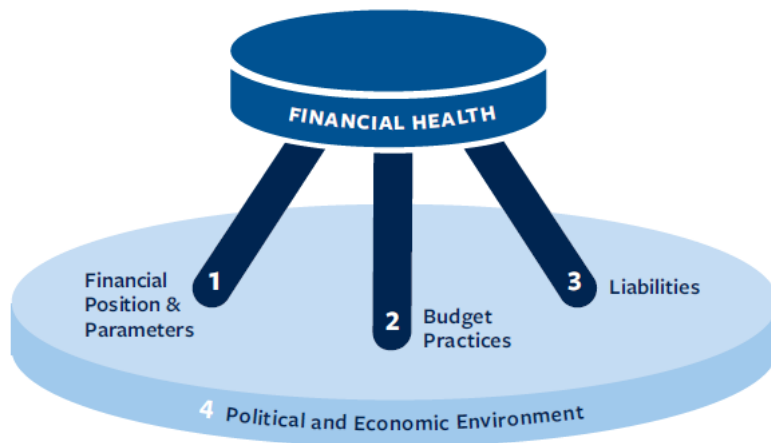 FINANCIAL HEALTH
1
Financial
Position &
Parameters
2
Budget
Practices
3
Liabilities
4 Political and Economic Environment